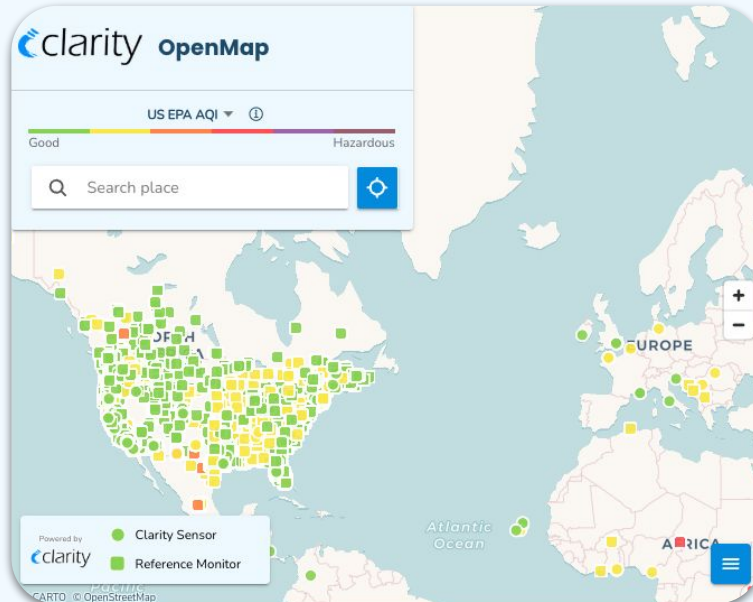 clarity OpenMap
US EPA AQI
Good Hazardous
Search place
EUROPE
+
−
Atlantic
Ocean
AFRICA
Powered by
clarity
Clarity Sensor
Reference Monitor
Pacific
CARTO © OpenStreetMap